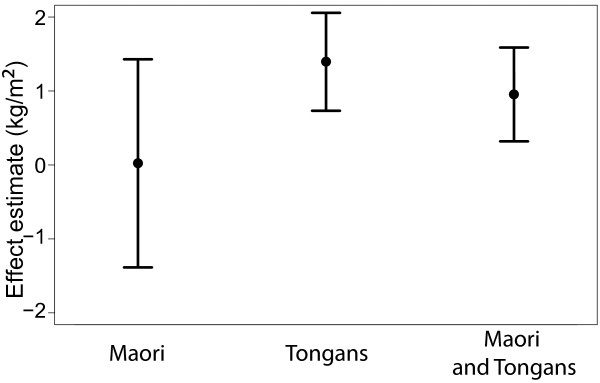 Effect estimate (kg/m²)
2
1
0
−1
−2
Maori
Tongans
Maori
and Tongans